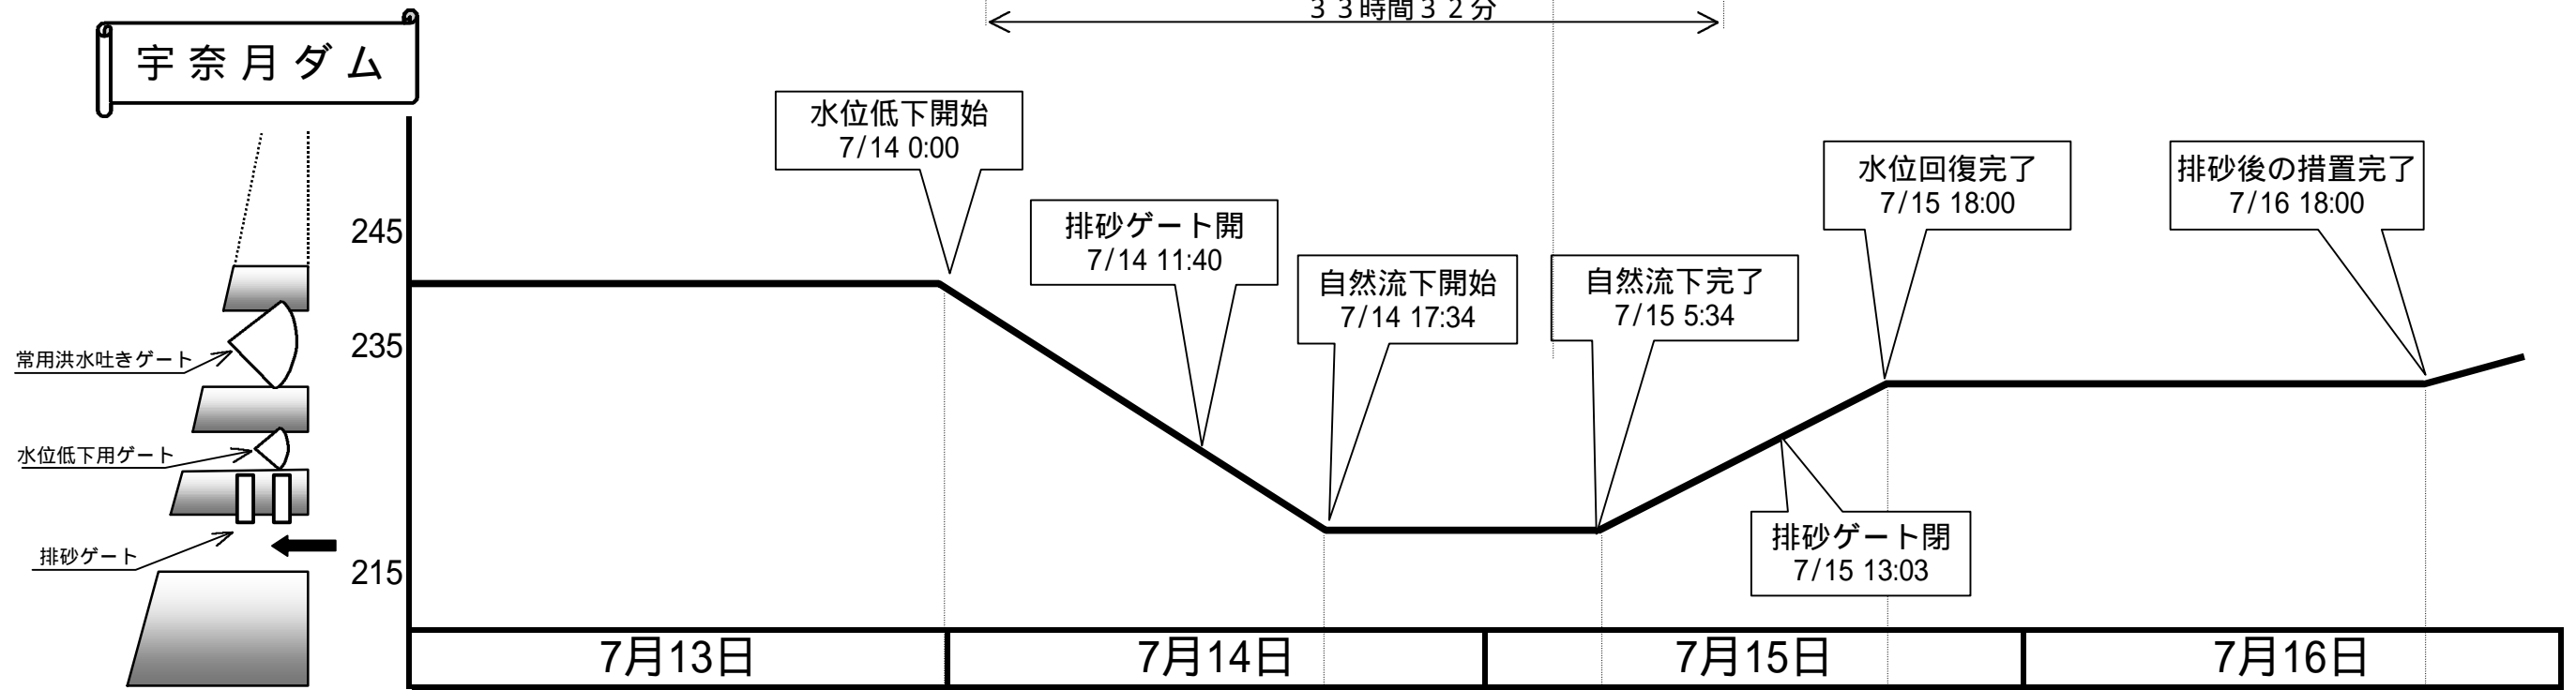 ３３時間３２分
宇奈月ダム
水位低下開始
7/14 0:00
排砂ゲート開
7/14 11:40
自然流下開始
7/14 17:34
自然流下完了
7/15 5:34
水位回復完了
7/15 18:00
排砂後の措置完了
7/16 18:00
排砂ゲート閉
7/15 13:03
245
235
215
常用洪水吐きゲート
水位低下用ゲート
排砂ゲート
7月13日
7月14日
7月15日
7月16日